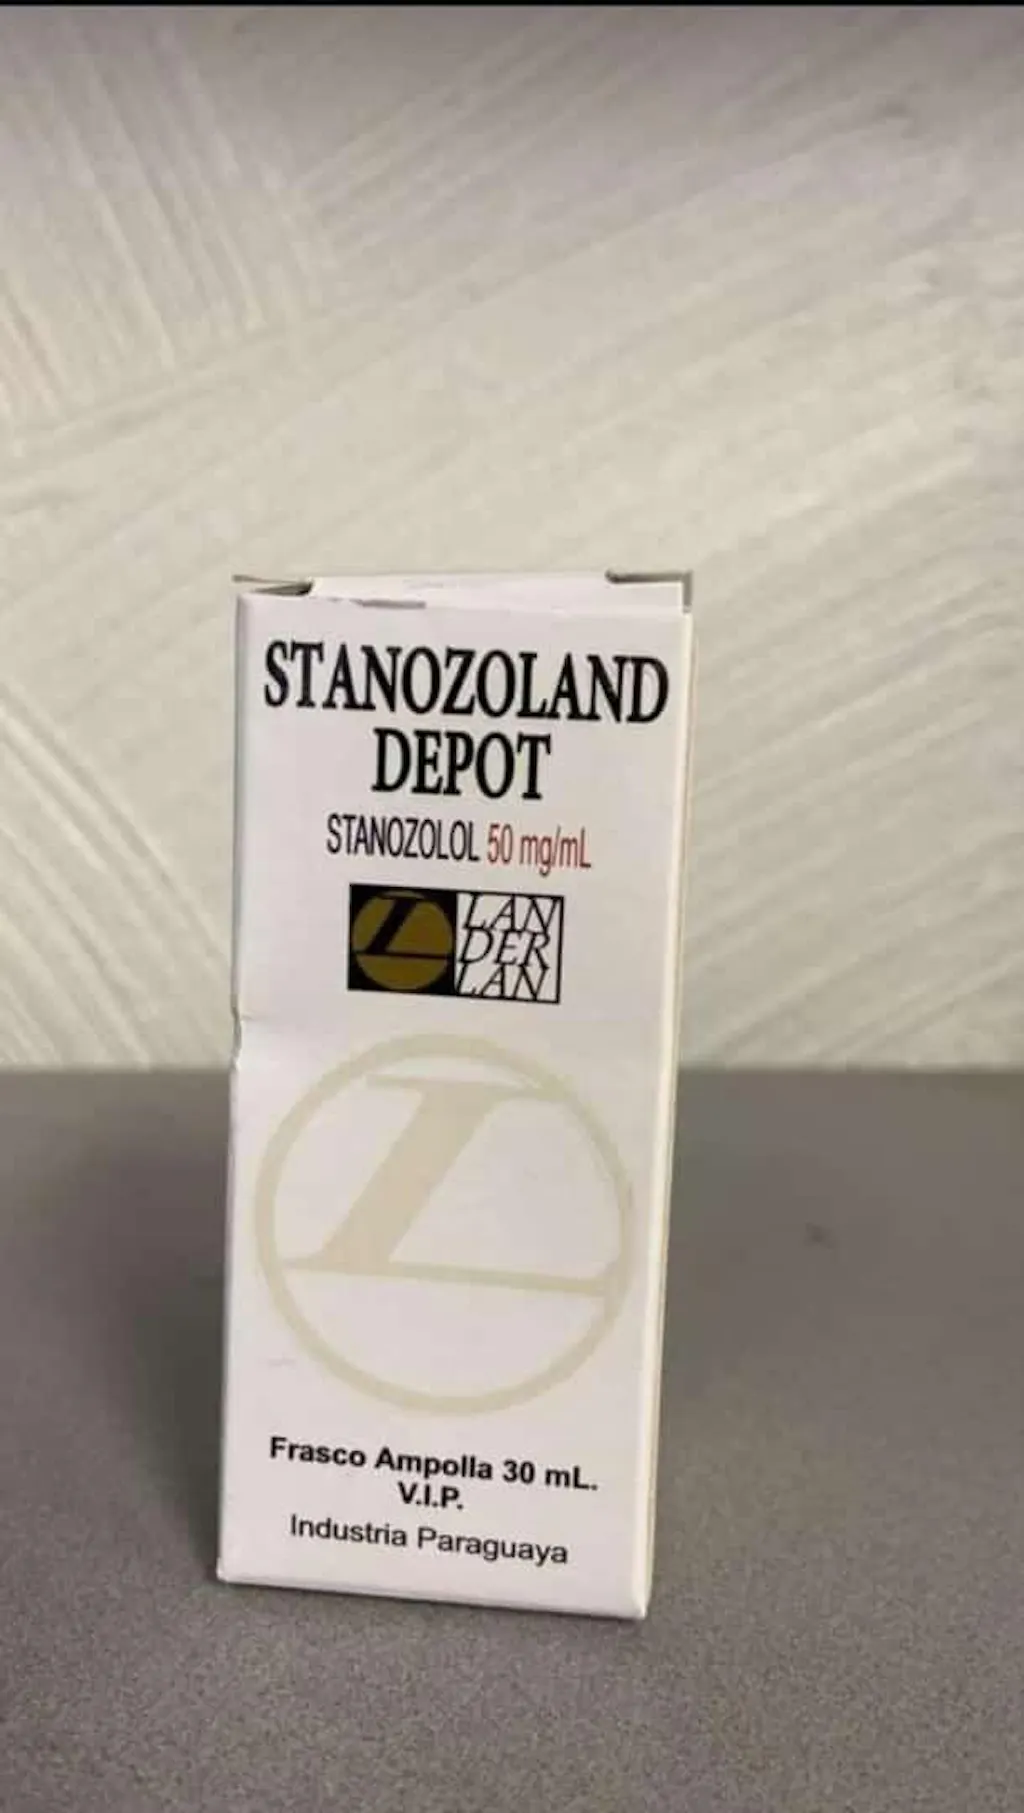 STANOZOLAND
DEPOT
STANOZOLOL 50 mg/mL
L LAN
DER
LAN
L
Frasco Ampolla 30 mL.
V.I.P.
Industria Paraguaya